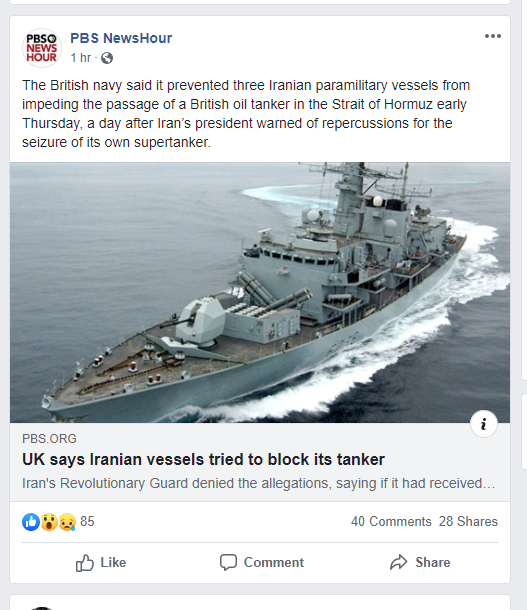 PBS
NEWS
HOUR
PBS NewsHour
1 hr ·
The British navy said it prevented three Iranian paramilitary vessels from
impeding the passage of a British oil tanker in the Strait of Hormuz early
Thursday, a day after Iran's president warned of repercussions for the
seizure of its own supertanker.
i
PBS.ORG
UK says Iranian vessels tried to block its tanker
Iran's Revolutionary Guard denied the allegations, saying if it had received...
85
40 Comments 28 Shares
Like Comment Share